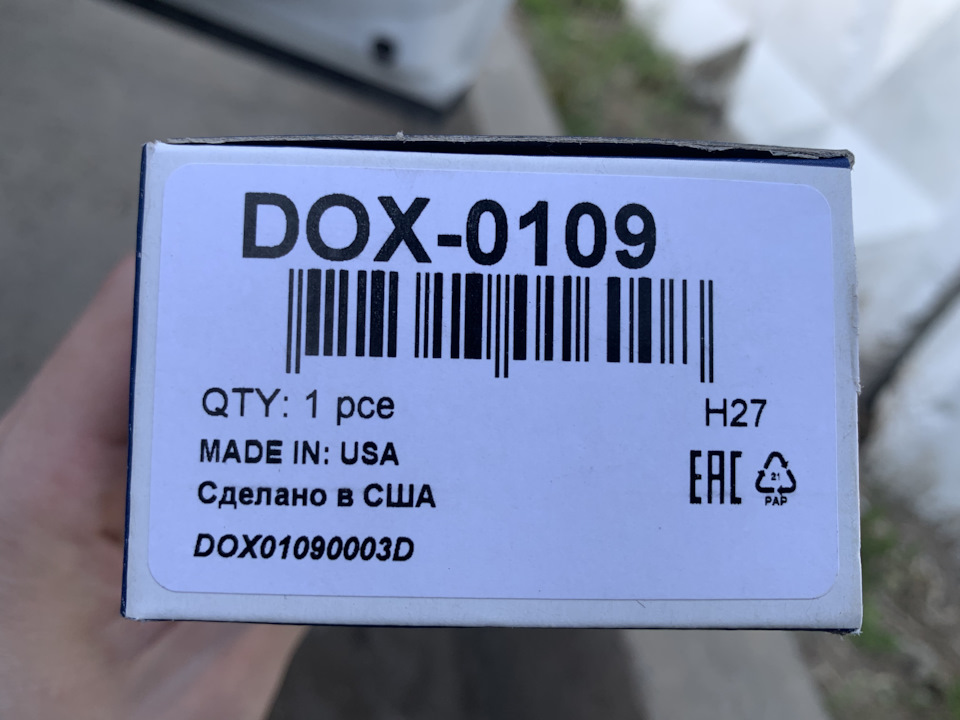 DOX-0109
QTY: 1 pce
H27
MADE IN: USA
Сделано в США
EAC
21
PAP
DOX01090003D